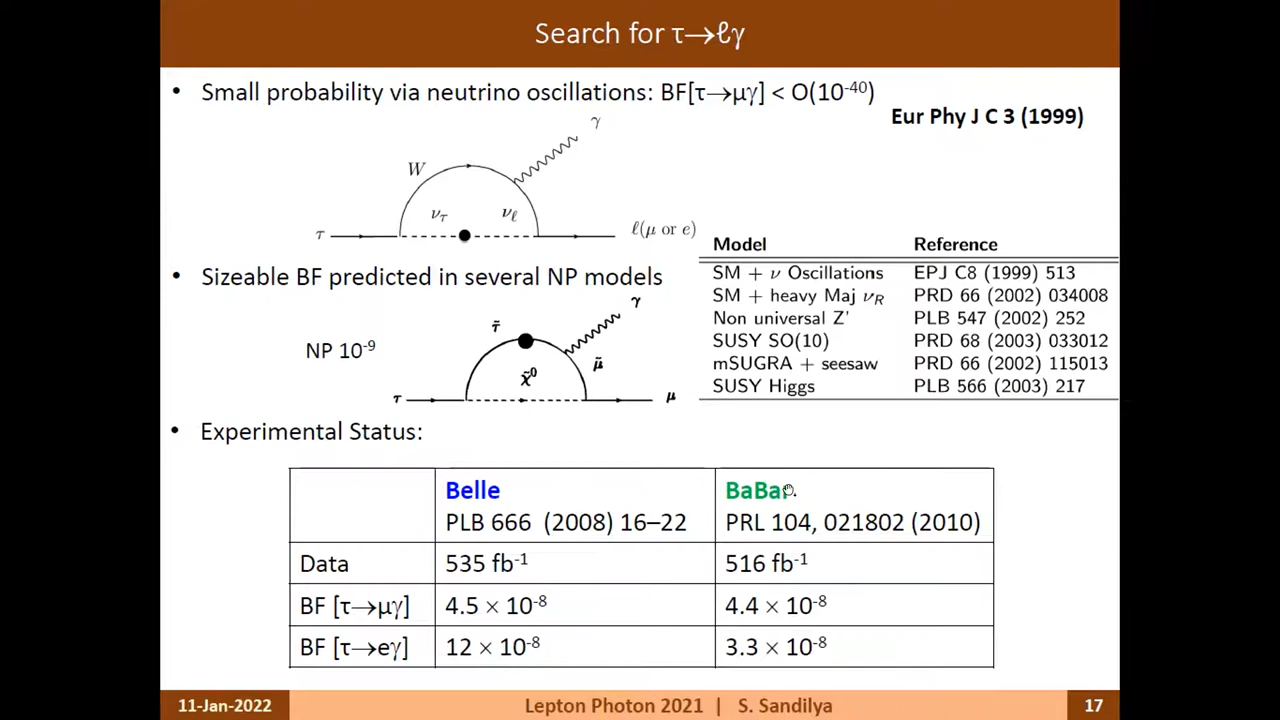 Search for τ→ℓγ
• Small probability via neutrino oscillations: BF[τ→μγ] < O(10⁻⁴⁰)
Eur Phy J C 3 (1999)
γ
W
ν_τ ν_ℓ
τ ℓ(μ or e)
• Sizeable BF predicted in several NP models
NP 10⁻⁹
γ
τ̃
μ̃
χ̃⁰
τ μ
Model Reference
SM + ν Oscillations EPJ C8 (1999) 513
SM + heavy Maj ν_R PRD 66 (2002) 034008
Non universal Z' PLB 547 (2002) 252
SUSY SO(10) PRD 68 (2003) 033012
mSUGRA + seesaw PRD 66 (2002) 115013
SUSY Higgs PLB 566 (2003) 217
• Experimental Status:
Belle BaBar
PLB 666 (2008) 16–22 PRL 104, 021802 (2010)
Data 535 fb⁻¹ 516 fb⁻¹
BF [τ→μγ] 4.5 × 10⁻⁸ 4.4 × 10⁻⁸
BF [τ→eγ] 12 × 10⁻⁸ 3.3 × 10⁻⁸
11-Jan-2022 Lepton Photon 2021 | S. Sandilya 17